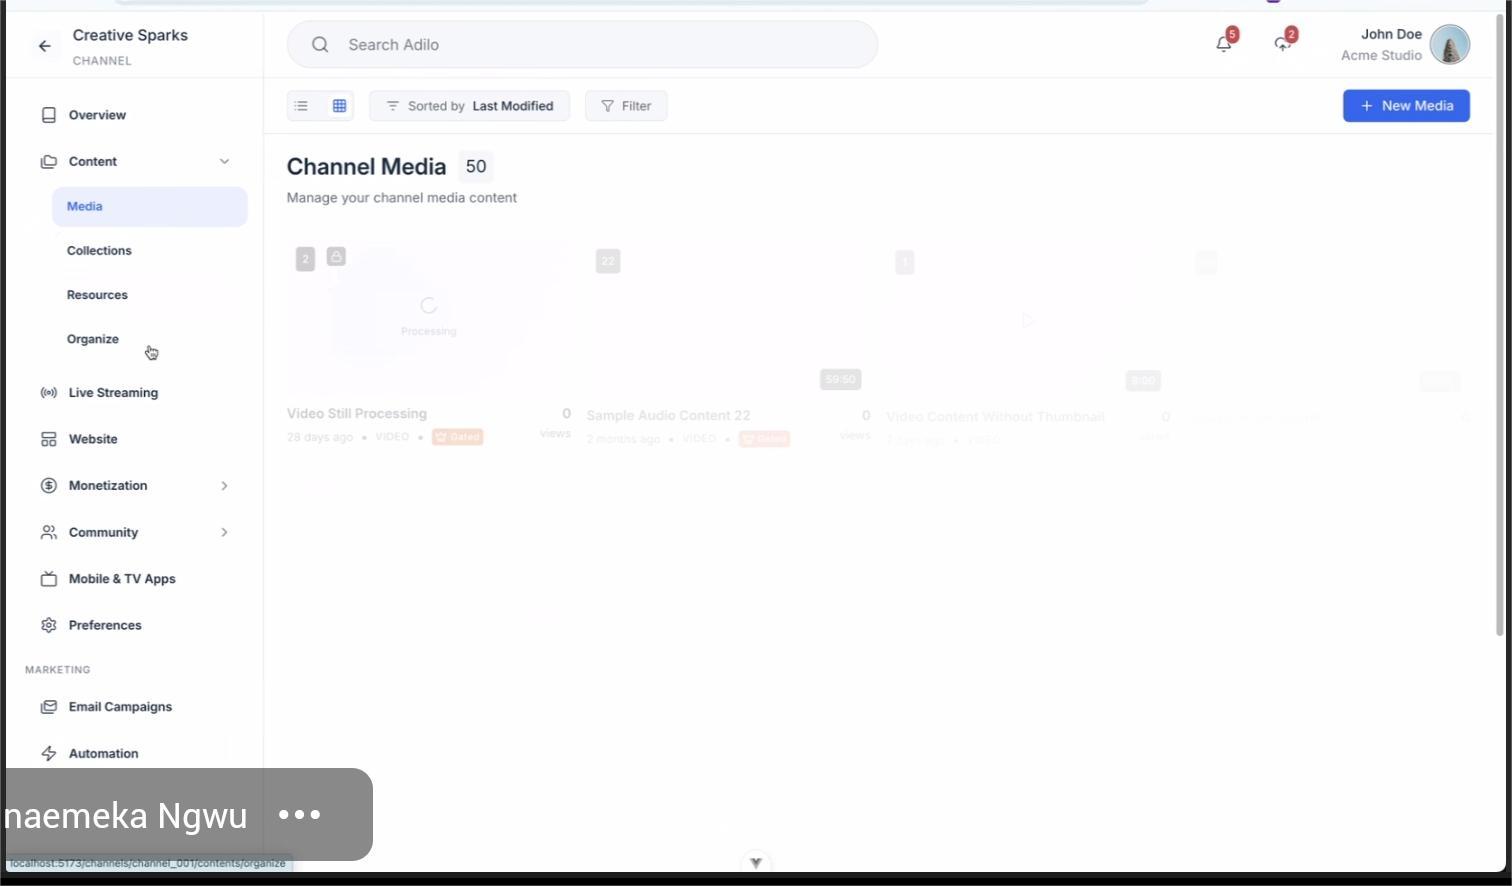 Creative Sparks
CHANNEL
Search Adilo
5
2
John Doe
Acme Studio
Overview
Content
Media
Collections
Resources
Organize
Live Streaming
Website
Monetization
Community
Mobile & TV Apps
Preferences
MARKETING
Email Campaigns
Automation
Sorted by Last Modified
Filter
+ New Media
Channel Media 50
Manage your channel media content
2
22
1
Processing
59:50
8:00
Video Still Processing
0
views
28 days ago • VIDEO • Gated
Sample Audio Content 22
0
views
2 months ago • VIDEO • Gated
Video Content Without Thumbnail
0
views
7 days ago • VIDEO
naemeka Ngwu
localhost:5173/channels/channel_001/contents/organize